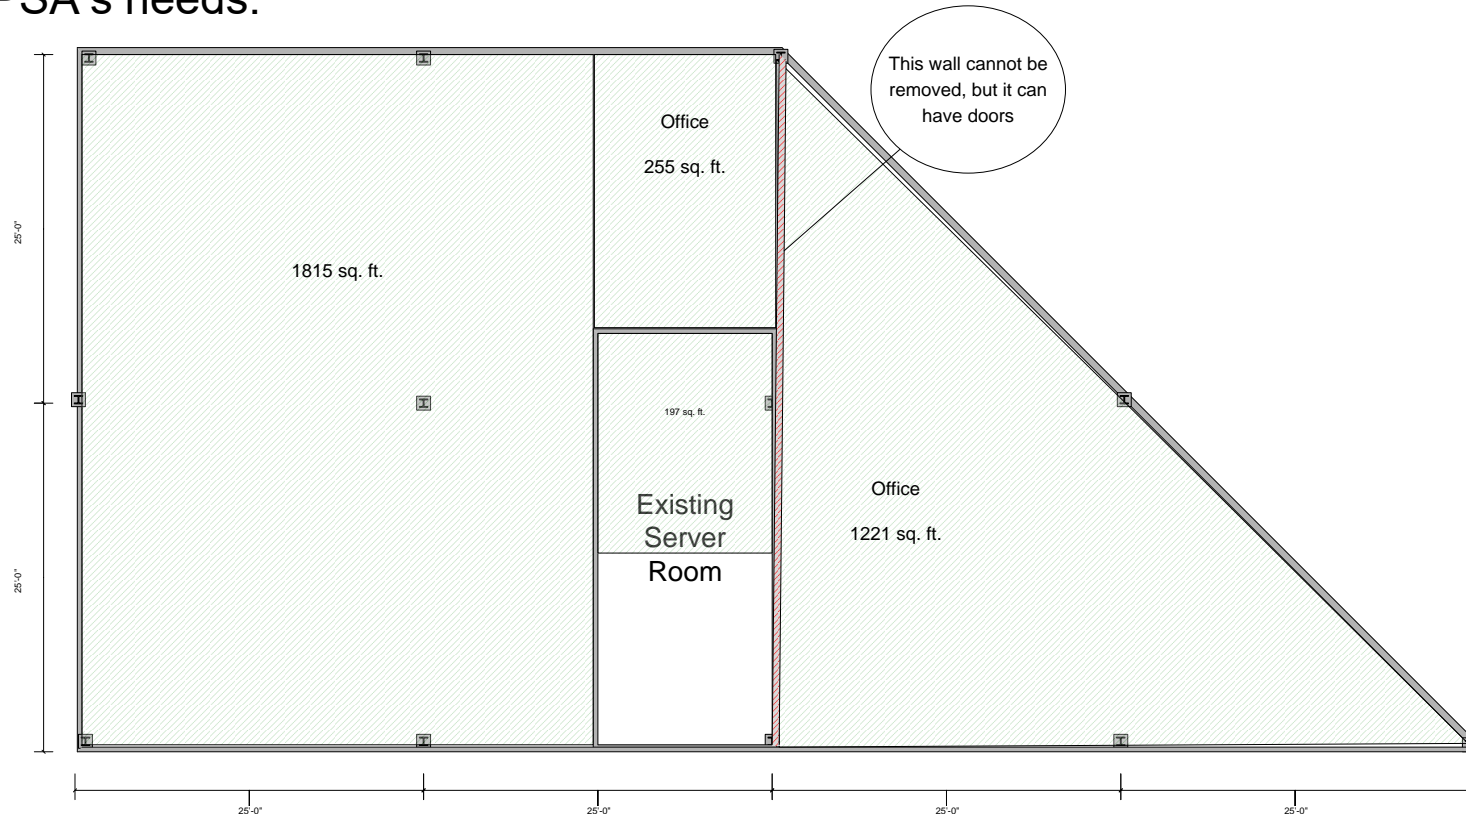 PSA's needs.
This wall cannot be
removed, but it can
have doors
Office
255 sq. ft.
25'-0"
1815 sq. ft.
197 sq. ft.
Existing
Server
Room
Office
1221 sq. ft.
25'-0"
25'-0"
25'-0"
25'-0"
25'-0"